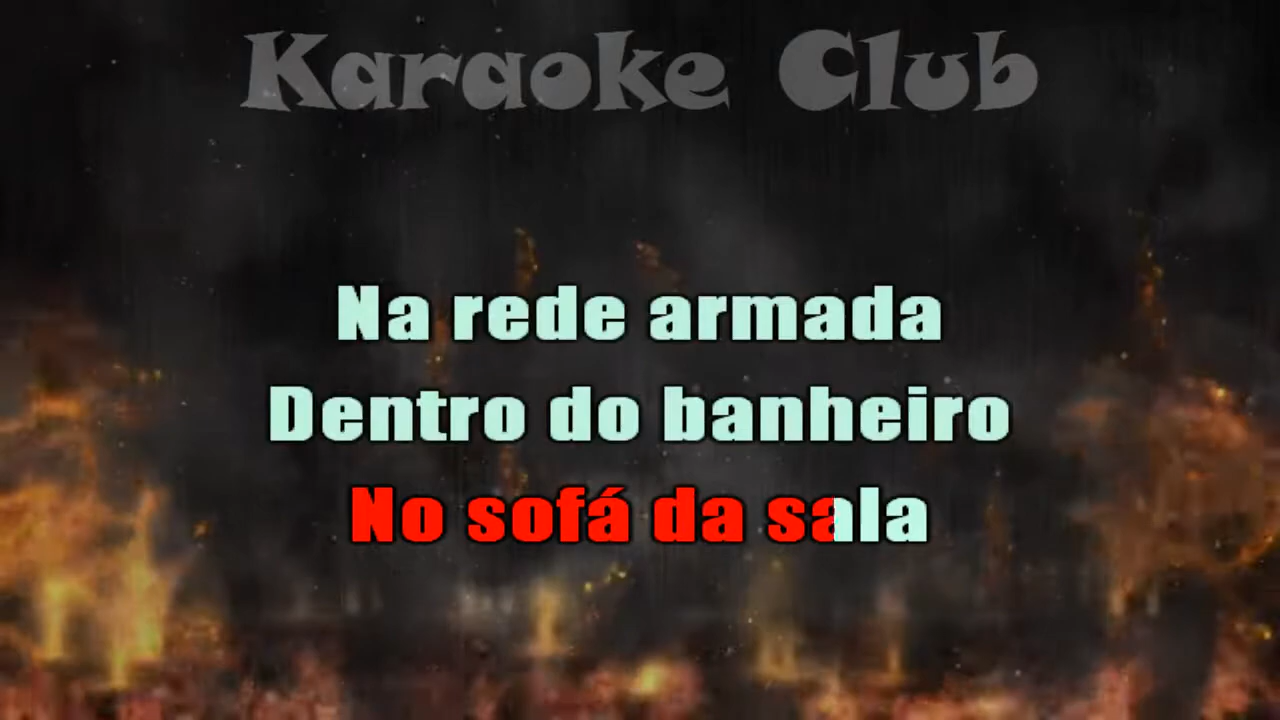 Karaoke Club
Na rede armada
Dentro do banheiro
No sofá da sala